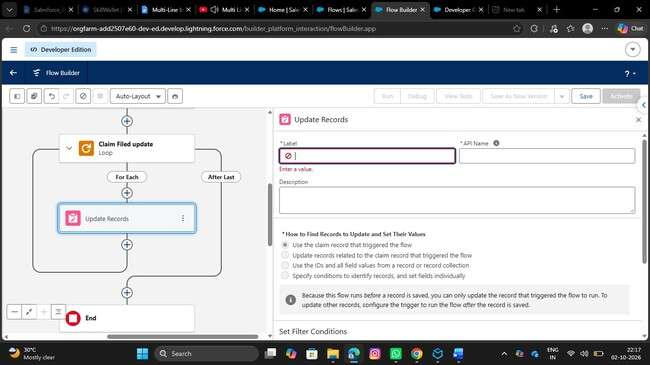 Salesforce_
SkillWallet |
Multi-Line b
Multi L
Home | Sales
Flows | Sales
Flow Builder
Developer C
New tab
https://orgfarm-add2507e60-dev-ed.develop.lightning.force.com/builder_platform_interaction/flowBuilder.app
Chat
</> Developer Edition
Flow Builder
?
Auto-Layout
Run
Debug
View Tests
Save As New Version
Save
Activate
Claim Filed update
Loop
For Each
After Last
Update Records
End
Update Records
* Label
* API Name
Enter a value.
Description
* How to Find Records to Update and Set Their Values
Use the claim record that triggered the flow
Update records related to the claim record that triggered the flow
Use the IDs and all field values from a record or record collection
Specify conditions to identify records, and set fields individually
Because this flow runs before a record is saved, you can only update the record that triggered the flow to run. To
update other records, configure the trigger to run the flow after the record is saved.
Set Filter Conditions
30°C
Mostly clear
Search
ENG
IN
22:17
02-10-2026